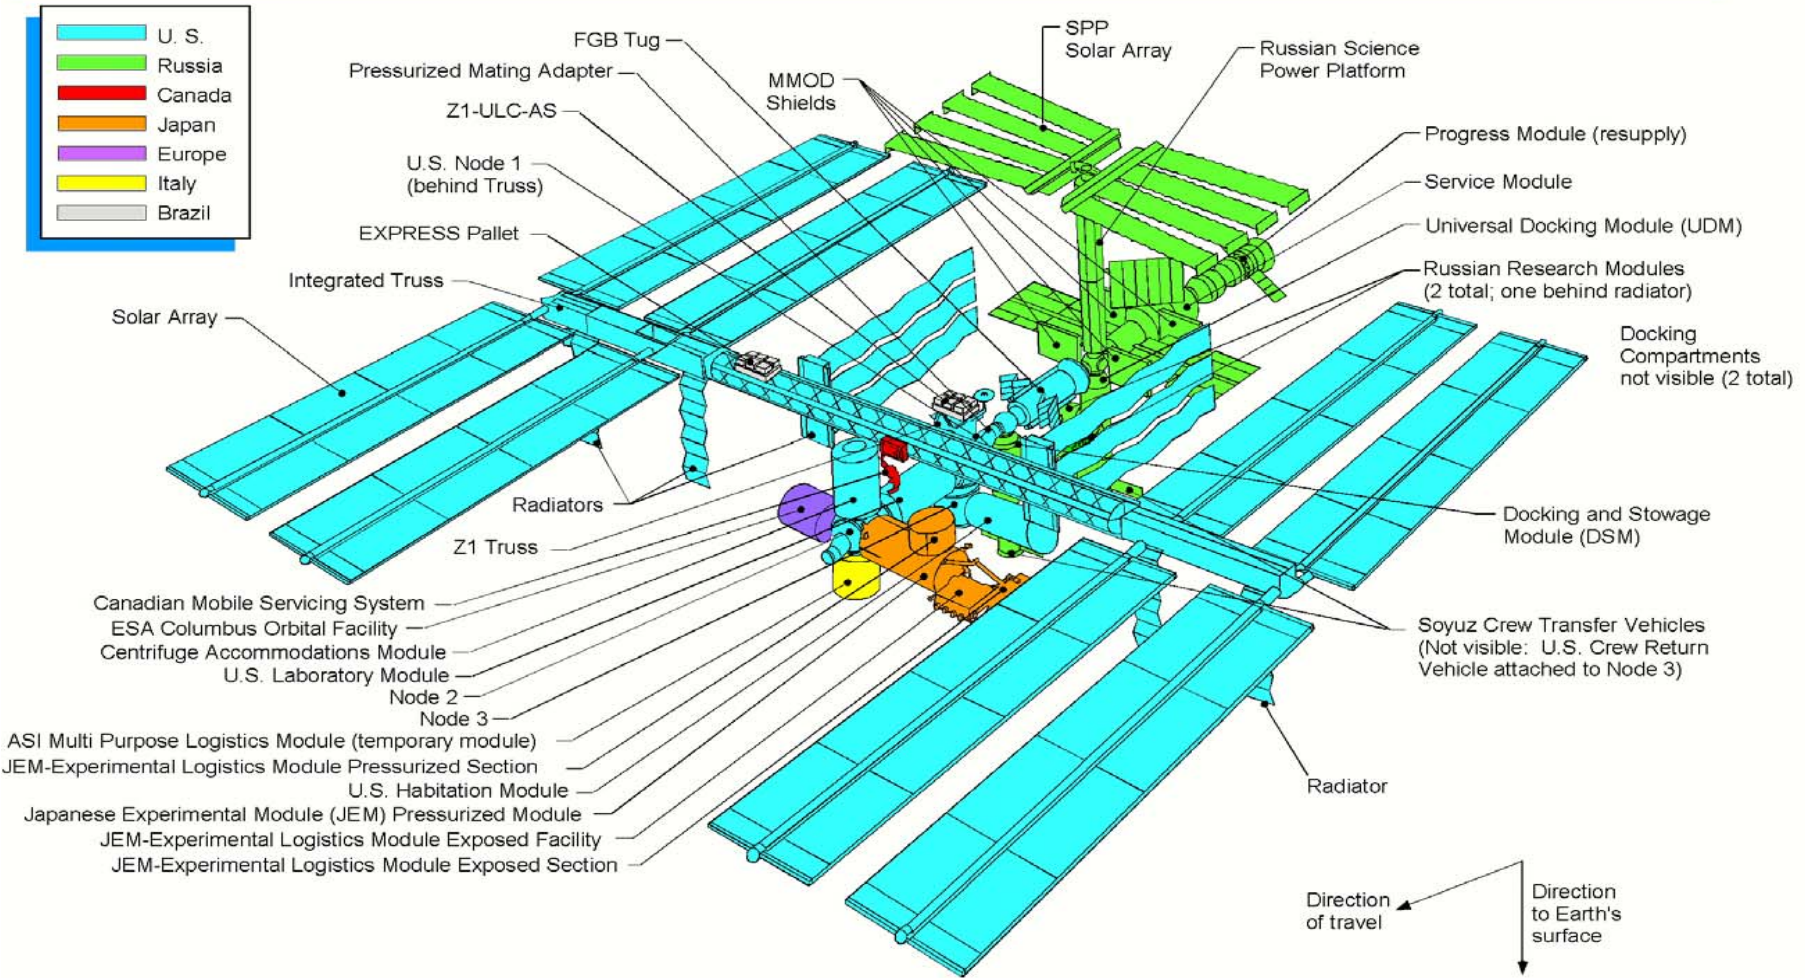 U. S.
Russia
Canada
Japan
Europe
Italy
Brazil
FGB Tug
Pressurized Mating Adapter
Z1-ULC-AS
U.S. Node 1
(behind Truss)
EXPRESS Pallet
Integrated Truss
Solar Array
MMOD
Shields
SPP
Solar Array
Russian Science
Power Platform
Progress Module (resupply)
Service Module
Universal Docking Module (UDM)
Russian Research Modules
(2 total; one behind radiator)
Docking
Compartments
not visible (2 total)
Radiators
Z1 Truss
Canadian Mobile Servicing System
ESA Columbus Orbital Facility
Centrifuge Accommodations Module
U.S. Laboratory Module
Node 2
Node 3
ASI Multi Purpose Logistics Module (temporary module)
JEM-Experimental Logistics Module Pressurized Section
U.S. Habitation Module
Japanese Experimental Module (JEM) Pressurized Module
JEM-Experimental Logistics Module Exposed Facility
JEM-Experimental Logistics Module Exposed Section
Docking and Stowage
Module (DSM)
Soyuz Crew Transfer Vehicles
(Not visible: U.S. Crew Return
Vehicle attached to Node 3)
Radiator
Direction
of travel
Direction
to Earth's
surface